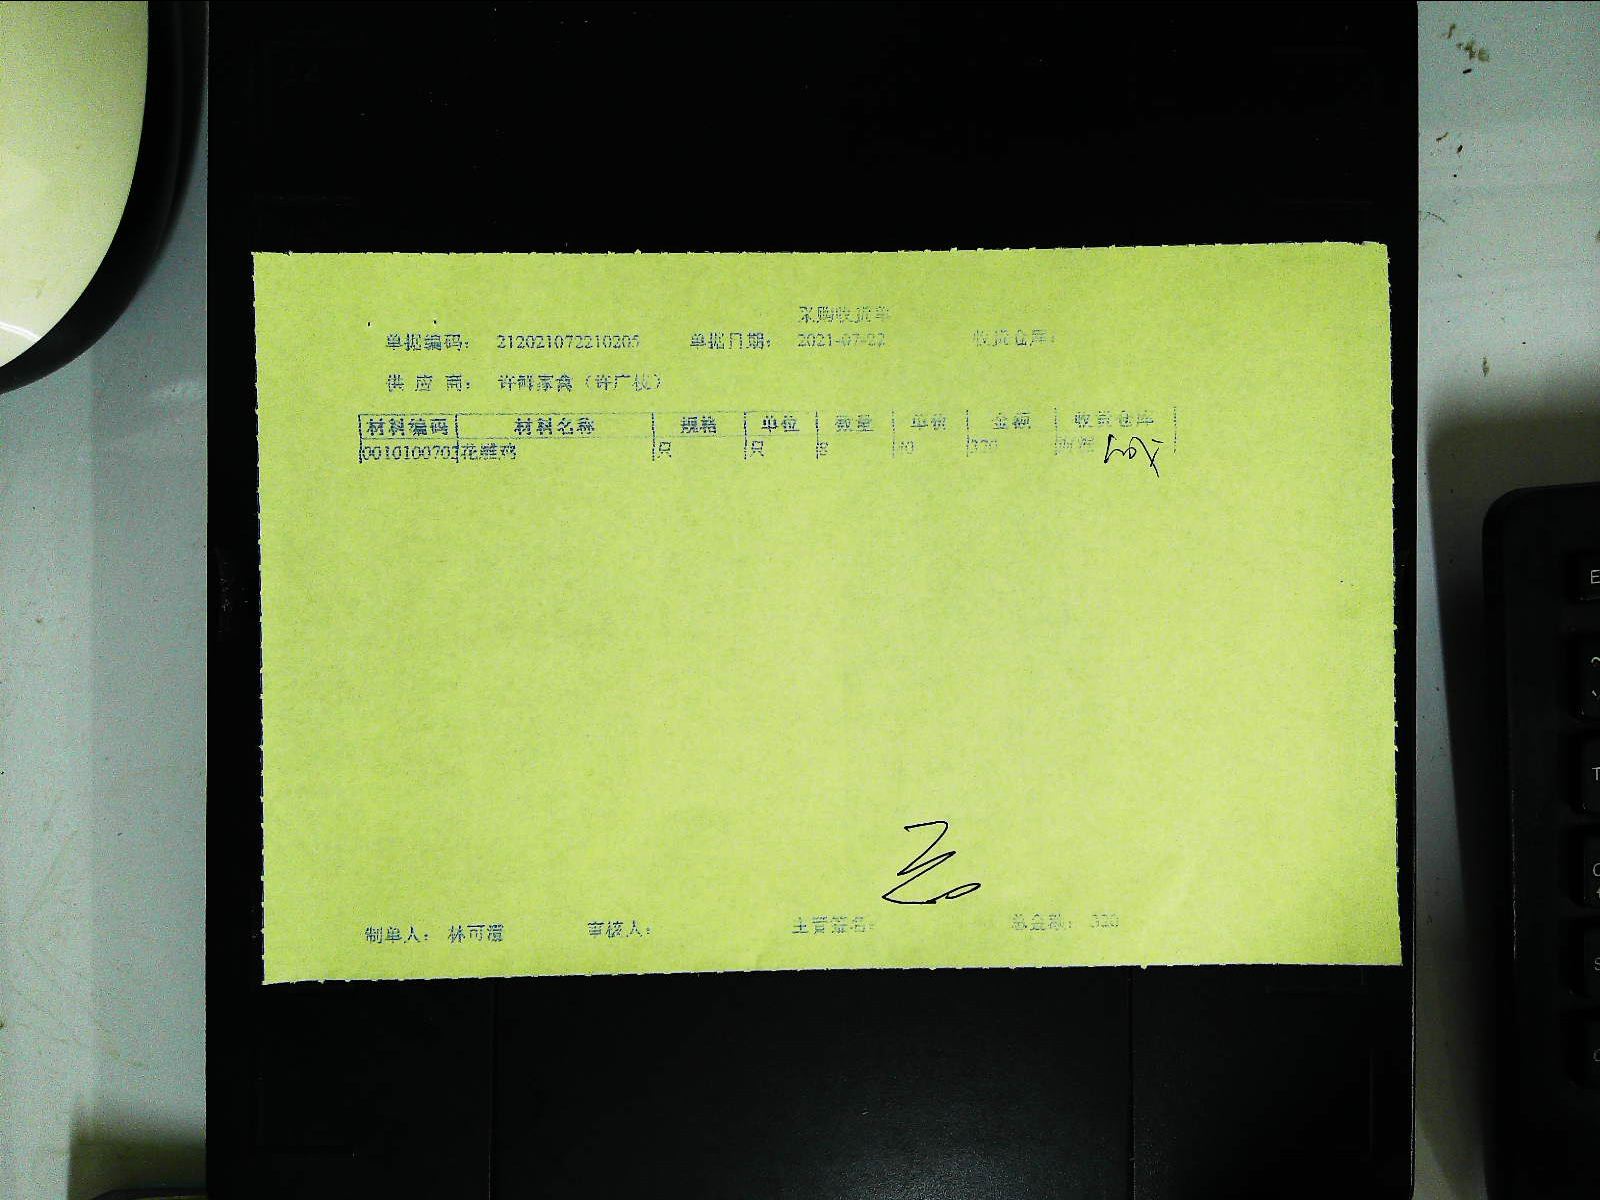 采购收货单
单据编码： 212021072210205 单据日期： 2021-07-22 收货仓库：
供 应 商： 许鲜家禽（许广枝）
材料编码 材料名称 规格 单位 数量 单价 金额 收货仓库
0010100702 花雕鸡 只 只 8 40 320
制单人： 林可 审核人： 主管签名： 总金额： 320